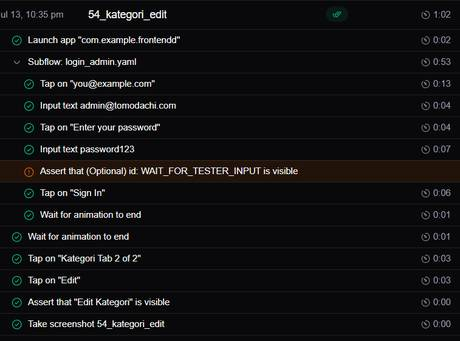 ul 13, 10:35 pm 54_kategori_edit 1:02
Launch app "com.example.frontendd" 0:02
Subflow: login_admin.yaml 0:53
Tap on "you@example.com" 0:13
Input text admin@tomodachi.com 0:04
Tap on "Enter your password" 0:04
Input text password123 0:07
Assert that (Optional) id: WAIT_FOR_TESTER_INPUT is visible
Tap on "Sign In" 0:06
Wait for animation to end 0:01
Wait for animation to end 0:01
Tap on "Kategori Tab 2 of 2" 0:03
Tap on "Edit" 0:03
Assert that "Edit Kategori" is visible 0:00
Take screenshot 54_kategori_edit 0:00